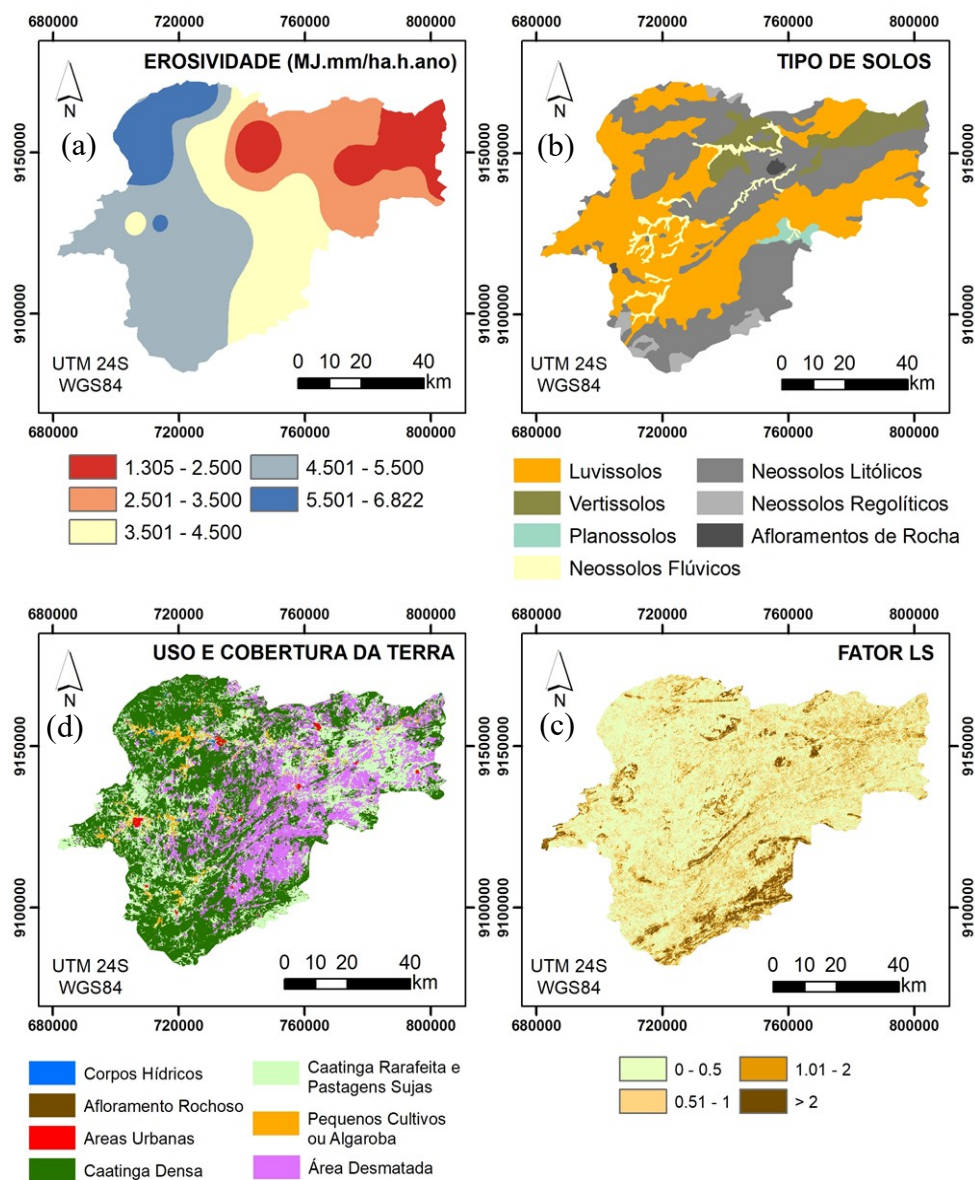 680000 720000 760000 800000
680000 720000 760000 800000
EROSIVIDADE (MJ.mm/ha.h.ano)
N
(a)
9150000
9150000
9100000
9100000
UTM 24S
WGS84
0 10 20 40
km
680000 720000 760000 800000
1.305 - 2.500
2.501 - 3.500
3.501 - 4.500
4.501 - 5.500
5.501 - 6.822
TIPO DE SOLOS
N
(b)
9150000
9100000
UTM 24S
WGS84
0 10 20 40
km
680000 720000 760000 800000
Luvissolos
Vertissolos
Planossolos
Neossolos Flúvicos
Neossolos Litólicos
Neossolos Regolíticos
Afloramentos de Rocha
680000 720000 760000 800000
680000 720000 760000 800000
USO E COBERTURA DA TERRA
N
(d)
9150000
9150000
9100000
9100000
UTM 24S
WGS84
0 10 20 40
km
680000 720000 760000 800000
Corpos Hídricos
Afloramento Rochoso
Areas Urbanas
Caatinga Densa
Caatinga Rarafeita e
Pastagens Sujas
Pequenos Cultivos
ou Algaroba
Área Desmatada
FATOR LS
N
(c)
9150000
9100000
UTM 24S
WGS84
0 10 20 40
km
680000 720000 760000 800000
0 - 0.5
0.51 - 1
1.01 - 2
> 2